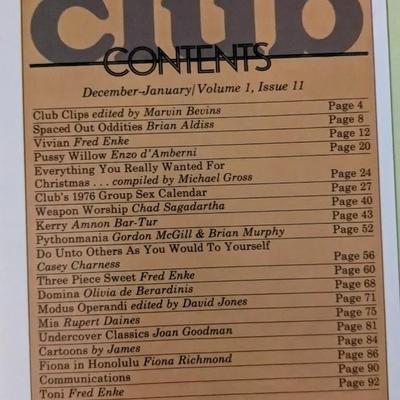 club
CONTENTS
December-January/Volume 1, Issue 11
Club Clips edited by Marvin Bevins Page 4
Spaced Out Oddities Brian Aldiss Page 8
Vivian Fred Enke Page 12
Pussy Willow Enzo d'Amberni Page 20
Everything You Really Wanted For
Christmas . . . compiled by Michael Gross Page 24
Club's 1976 Group Sex Calendar Page 27
Weapon Worship Chad Sagadartha Page 40
Kerry Amnon Bar-Tur Page 43
Pythonmania Gordon McGill & Brian Murphy Page 52
Do Unto Others As You Would To Yourself
Casey Charness Page 56
Three Piece Sweet Fred Enke Page 60
Domina Olivia de Berardinis Page 68
Modus Operandi edited by David Jones Page 71
Mia Rupert Daines Page 75
Undercover Classics Joan Goodman Page 81
Cartoons by James Page 84
Fiona in Honolulu Fiona Richmond Page 86
Communications Page 90
Toni Fred Enke Page 92